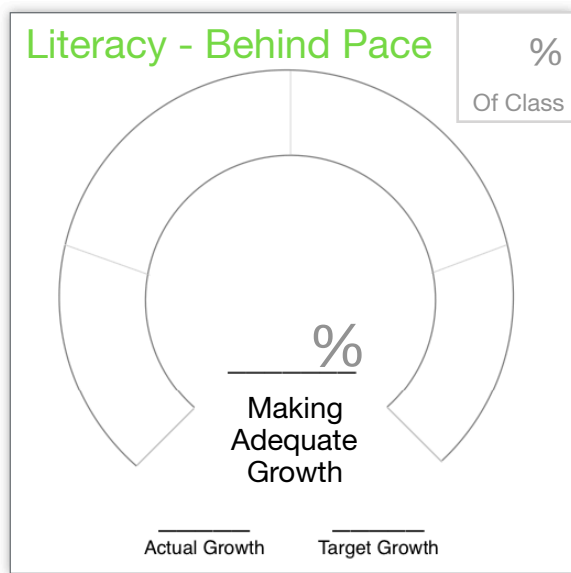 Literacy - Behind Pace
%
Of Class
%
Making
Adequate
Growth
Actual Growth
Target Growth